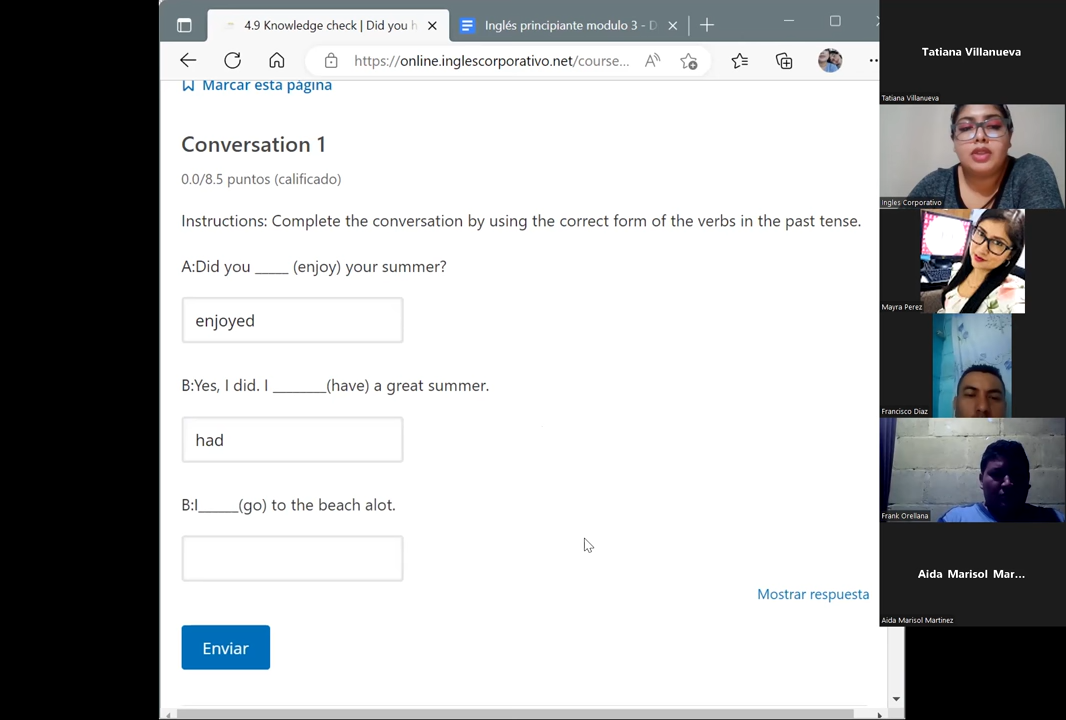 4.9 Knowledge check | Did you h
Inglés principiante modulo 3 - D
https://online.inglescorporativo.net/course...
Marcar esta página
Conversation 1
0.0/8.5 puntos (calificado)
Instructions: Complete the conversation by using the correct form of the verbs in the past tense.
A:Did you ____ (enjoy) your summer?
enjoyed
B:Yes, I did. I ______(have) a great summer.
had
B:I_____(go) to the beach alot.
Mostrar respuesta
Enviar
Tatiana Villanueva
Tatiana Villanueva
Ingles Corporativo
Mayra Perez
Francisco Diaz
Frank Orellana
Aida Marisol Mar...
Aida Marisol Martinez